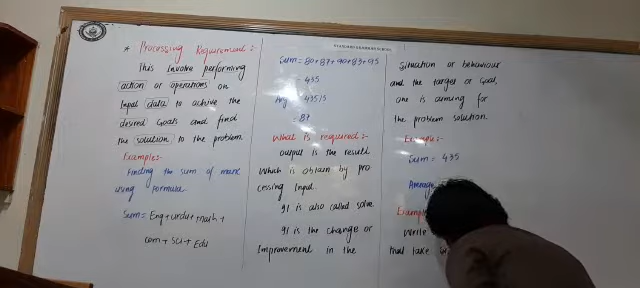 * Processing Requirement:-
This involve performing
action or operations on
Input data to achive the
desired Goals and find
the solution to the problem
Example:-
Finding the sum of marks
using Formula
Sum = Eng + urdu + math +
com + Sci + Edu
Sum = 80+87+90+83+95
= 435
Avg = 435/5
= 87
What is required:-
output is the result
Which is obtain by pro
cessing Input.
It is also called solve
It is the change or
Improvement in the
Situation or behaviour
and the target or Goal,
one is aiming for
the problem solution.
Example:-
Sum = 435
Average
Example
Write
that take